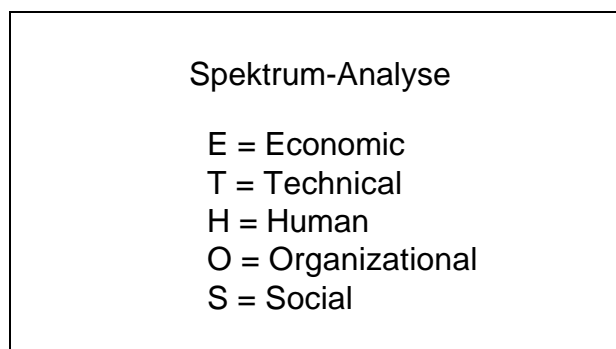 Spektrum-Analyse
E = Economic
T = Technical
H = Human
O = Organizational
S = Social